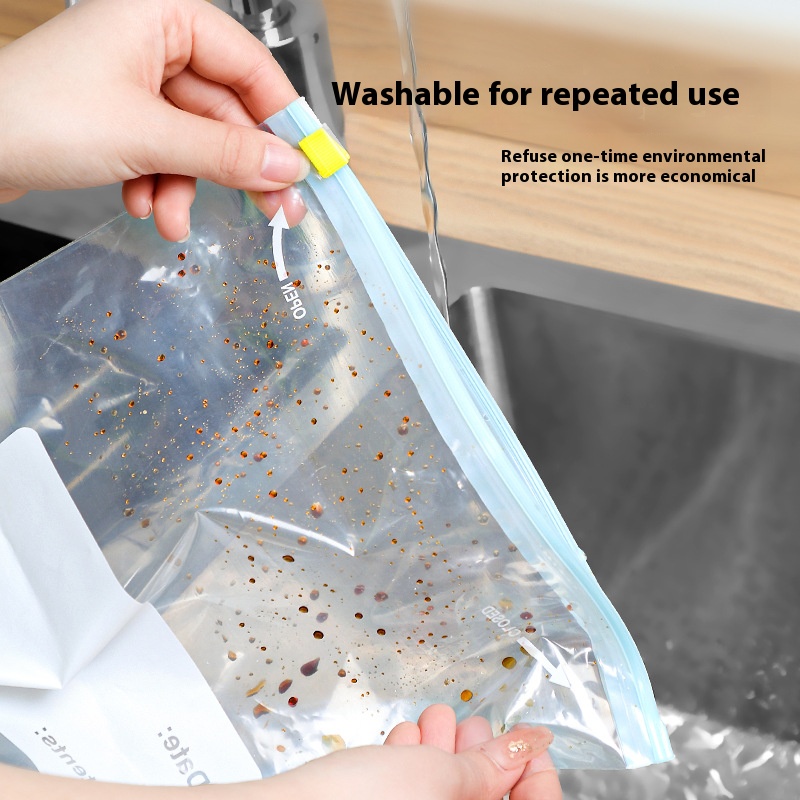 Washable for repeated use
Refuse one-time environmental
protection is more economical
OPEN
CLOSED
Date: